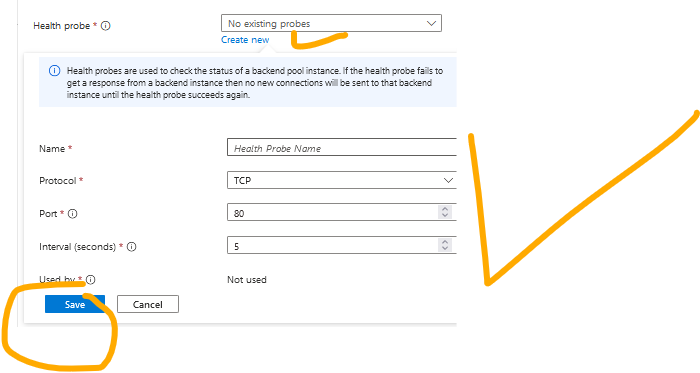 Health probe *
No existing probes
Create new
Health probes are used to check the status of a backend pool instance. If the health probe fails to
get a response from a backend instance then no new connections will be sent to that backend
instance until the health probe succeeds again.
Name *
Health Probe Name
Protocol *
TCP
Port *
80
Interval (seconds) *
5
Used by *
Not used
Save
Cancel